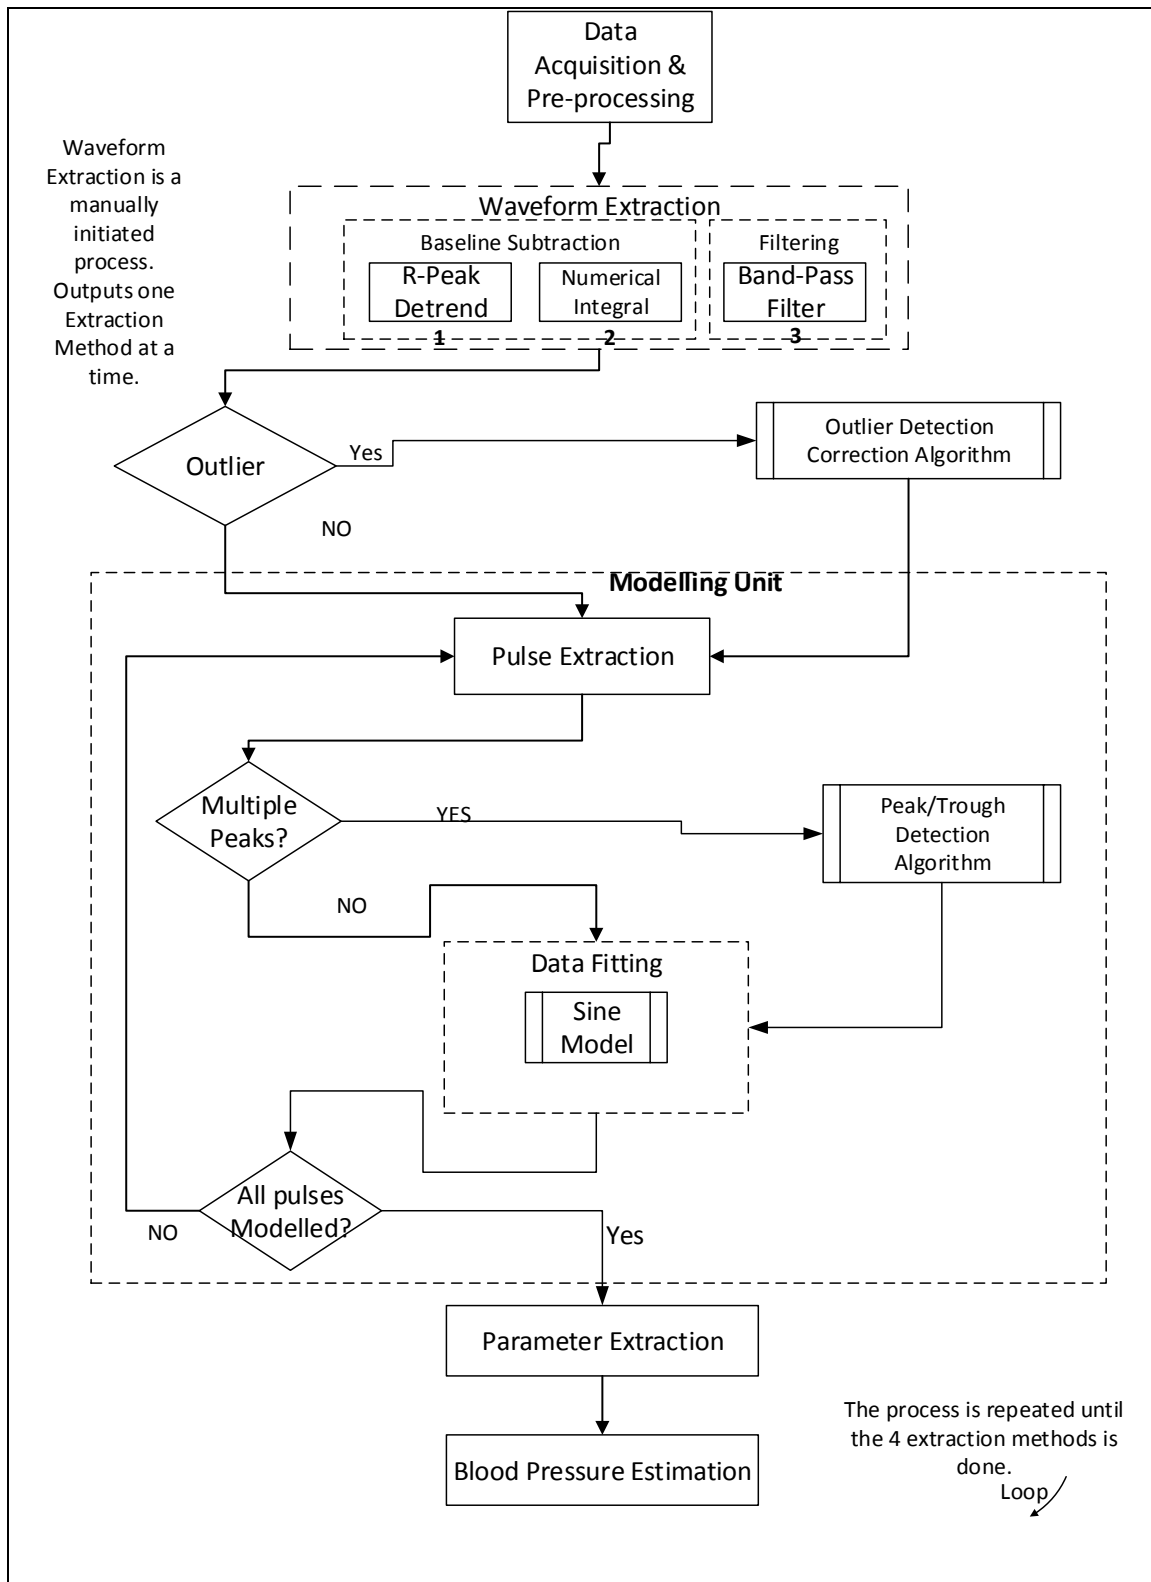 Data
Acquisition &
Pre-processing
Waveform
Extraction is a
manually
initiated
process.
Outputs one
Extraction
Method at a
time.
Waveform Extraction
Baseline Subtraction
Filtering
R-Peak
Detrend
1
Numerical
Integral
2
Band-Pass
Filter
3
Outlier
Yes
Outlier Detection
Correction Algorithm
NO
Modelling Unit
Pulse Extraction
Multiple
Peaks?
YES
Peak/Trough
Detection
Algorithm
NO
Data Fitting
Sine
Model
All pulses
Modelled?
NO
Yes
Parameter Extraction
Blood Pressure Estimation
The process is repeated until
the 4 extraction methods is
done.
Loop